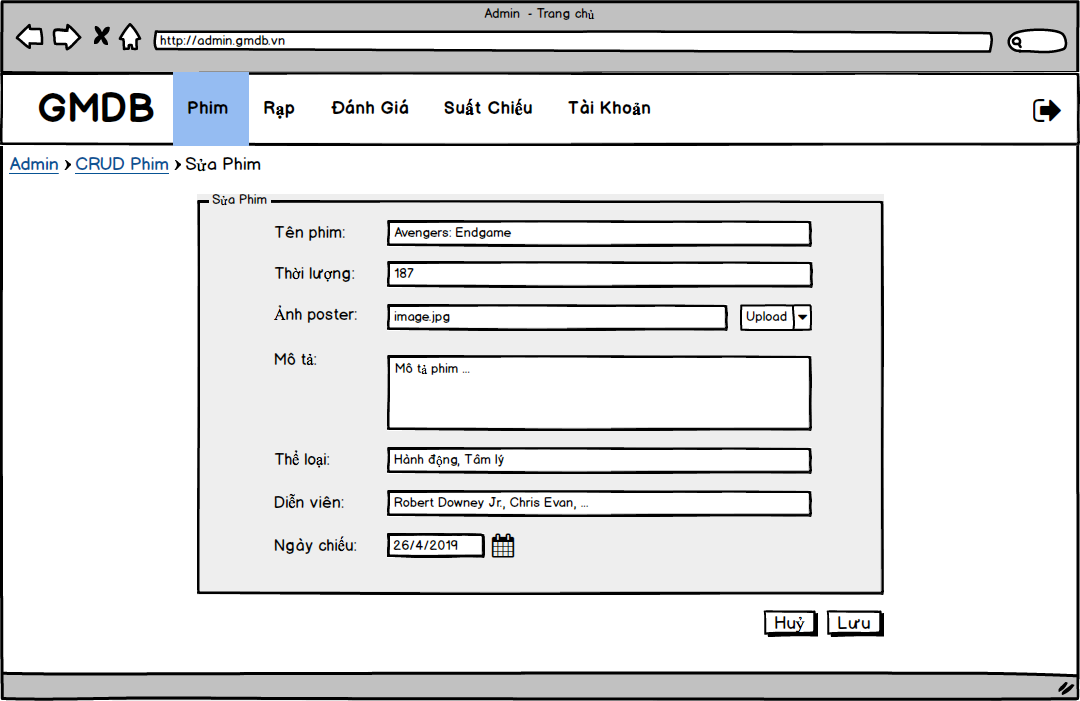 Admin - Trang chủ
http://admin.gmdb.vn
GMDB Phim Rạp Đánh Giá Suất Chiếu Tài Khoản
Admin > CRUD Phim > Sửa Phim
Sửa Phim
Tên phim: Avengers: Endgame
Thời lượng: 187
Ảnh poster: image.jpg Upload
Mô tả: Mô tả phim ...
Thể loại: Hành động, Tâm lý
Diễn viên: Robert Downey Jr., Chris Evan, ...
Ngày chiếu: 26/4/2019
Huỷ Lưu